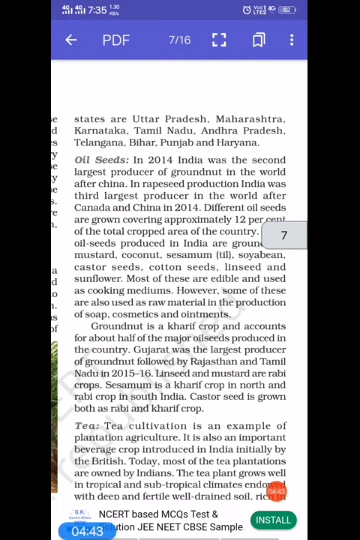 4G 4G 7:35
PDF 7/16
states are Uttar Pradesh, Maharashtra,
Karnataka, Tamil Nadu, Andhra Pradesh,
Telangana, Bihar, Punjab and Haryana.
Oil Seeds: In 2014 India was the second
largest producer of groundnut in the world
after china. In rapeseed production India was
third largest producer in the world after
Canada and China in 2014. Different oil seeds
are grown covering approximately 12 per cent
of the total cropped area of the country.
oil-seeds produced in India are
mustard, coconut, sesamum (til), soyabean,
castor seeds, cotton seeds, linseed and
sunflower. Most of these are edible and used
as cooking mediums. However, some of these
are also used as raw material in the production
of soap, cosmetics and ointments.
7
Groundnut is a kharif crop and accounts
for about half of the major oil seeds produced in
the country. Gujarat was the largest producer
of groundnut followed by Rajasthan and Tamil
Nadu in 2015–16. Linseed and mustard are rabi
crops. Sesamum is a kharif crop in north and
rabi crop in south India. Castor seed is grown
both as rabi and kharif crop.
Tea: Tea cultivation is an example of
plantation agriculture. It is also an important
beverage crop introduced in India initially by
the British. Today, most of the tea plantations
are owned by Indians. The tea plant grows well
in tropical and sub-tropical climates endowed
with deep and fertile well-drained soil, rich in
04:43
NCERT based MCQs Test &
Solution JEE NEET CBSE Sample
INSTALL
04:43